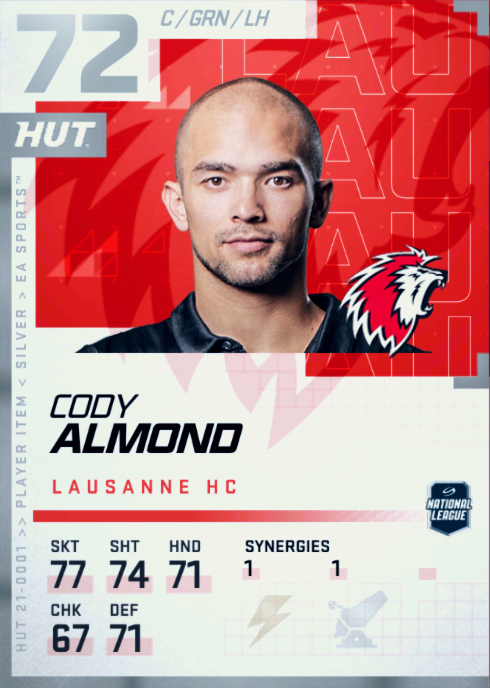 72
C / GRN / LH
LAU
LAU
LAU
LAU
HUT
HUT 21-0001 >> PLAYER ITEM < SILVER > EA SPORTS™
CODY
ALMOND
LAUSANNE HC
NATIONAL
LEAGUE
SKT SHT HND SYNERGIES
77 74 71 1 1
CHK DEF
67 71